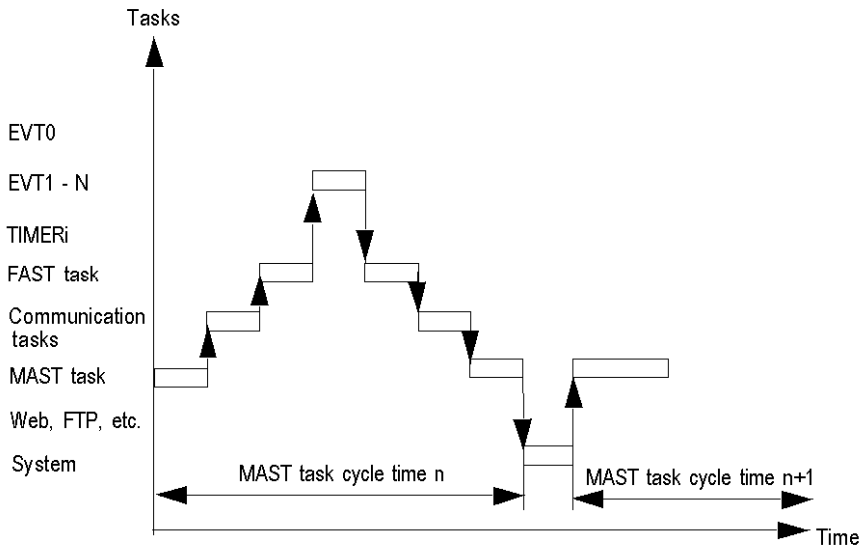 Tasks
EVT0
EVT1 - N
TIMERi
FAST task
Communication
tasks
MAST task
Web, FTP, etc.
System
MAST task cycle time n
MAST task cycle time n+1
Time